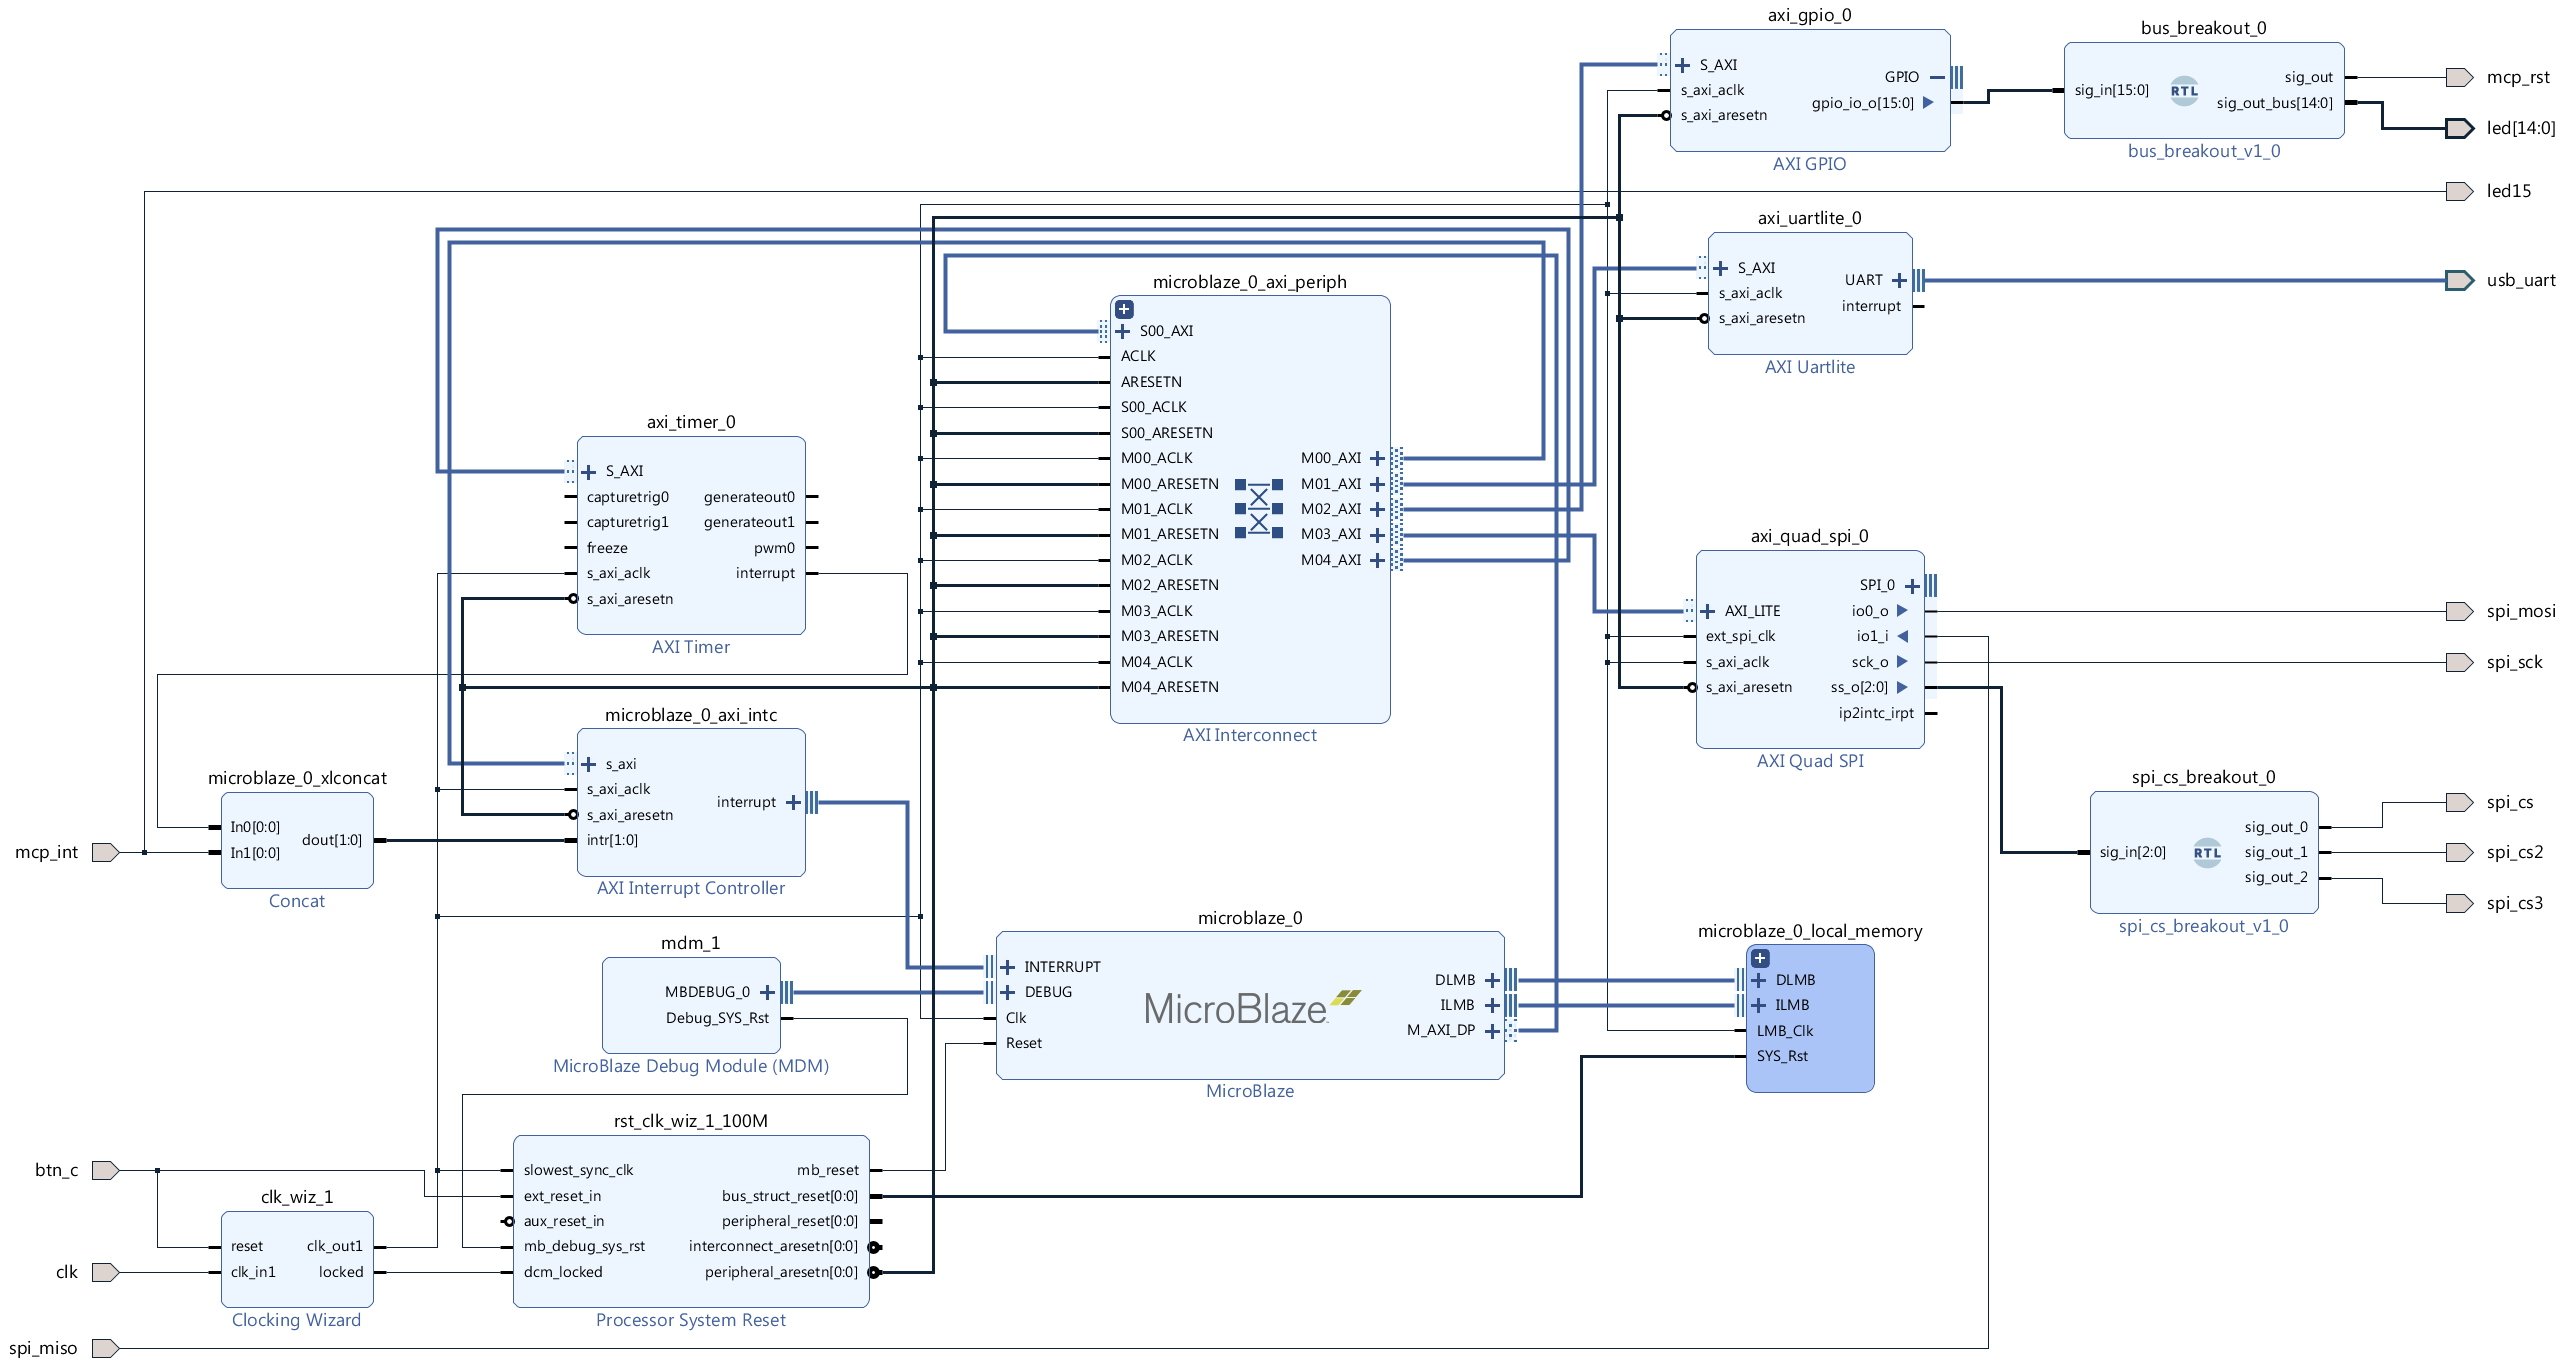 axi_gpio_0
S_AXI
s_axi_aclk
s_axi_aresetn
GPIO
gpio_io_o[15:0]
AXI GPIO
bus_breakout_0
sig_in[15:0]
RTL
sig_out
sig_out_bus[14:0]
bus_breakout_v1_0
mcp_rst
led[14:0]
led15
axi_uartlite_0
S_AXI
s_axi_aclk
s_axi_aresetn
UART
interrupt
AXI Uartlite
usb_uart
microblaze_0_axi_periph
S00_AXI
ACLK
ARESETN
S00_ACLK
S00_ARESETN
M00_ACLK
M00_ARESETN
M01_ACLK
M01_ARESETN
M02_ACLK
M02_ARESETN
M03_ACLK
M03_ARESETN
M04_ACLK
M04_ARESETN
M00_AXI
M01_AXI
M02_AXI
M03_AXI
M04_AXI
AXI Interconnect
axi_timer_0
S_AXI
capturetrig0
capturetrig1
freeze
s_axi_aclk
s_axi_aresetn
generateout0
generateout1
pwm0
interrupt
AXI Timer
axi_quad_spi_0
AXI_LITE
ext_spi_clk
s_axi_aclk
s_axi_aresetn
SPI_0
io0_o
io1_i
sck_o
ss_o[2:0]
ip2intc_irpt
AXI Quad SPI
spi_mosi
spi_sck
microblaze_0_axi_intc
s_axi
s_axi_aclk
s_axi_aresetn
intr[1:0]
interrupt
AXI Interrupt Controller
microblaze_0_xlconcat
In0[0:0]
In1[0:0]
dout[1:0]
Concat
mcp_int
spi_cs_breakout_0
sig_in[2:0]
RTL
sig_out_0
sig_out_1
sig_out_2
spi_cs_breakout_v1_0
spi_cs
spi_cs2
spi_cs3
mdm_1
MBDEBUG_0
Debug_SYS_Rst
MicroBlaze Debug Module (MDM)
microblaze_0
INTERRUPT
DEBUG
Clk
Reset
MicroBlaze
DLMB
ILMB
M_AXI_DP
MicroBlaze
microblaze_0_local_memory
DLMB
ILMB
LMB_Clk
SYS_Rst
rst_clk_wiz_1_100M
slowest_sync_clk
ext_reset_in
aux_reset_in
mb_debug_sys_rst
dcm_locked
mb_reset
bus_struct_reset[0:0]
peripheral_reset[0:0]
interconnect_aresetn[0:0]
peripheral_aresetn[0:0]
Processor System Reset
btn_c
clk_wiz_1
reset
clk_in1
clk_out1
locked
Clocking Wizard
clk
spi_miso